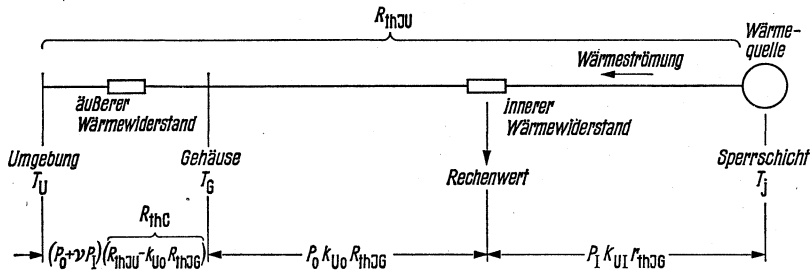 R_thJU
Wärme-
quelle
Wärmeströmung
äußerer
Wärmewiderstand
innerer
Wärmewiderstand
Umgebung
T_U
Gehäuse
T_G
Rechenwert
Sperrschicht
T_j
R_thC
(P_0+νP_I)(R_thJU-k_U0 R_thJG)
P_0 k_U0 R_thJG
P_I k_UI r_thJG